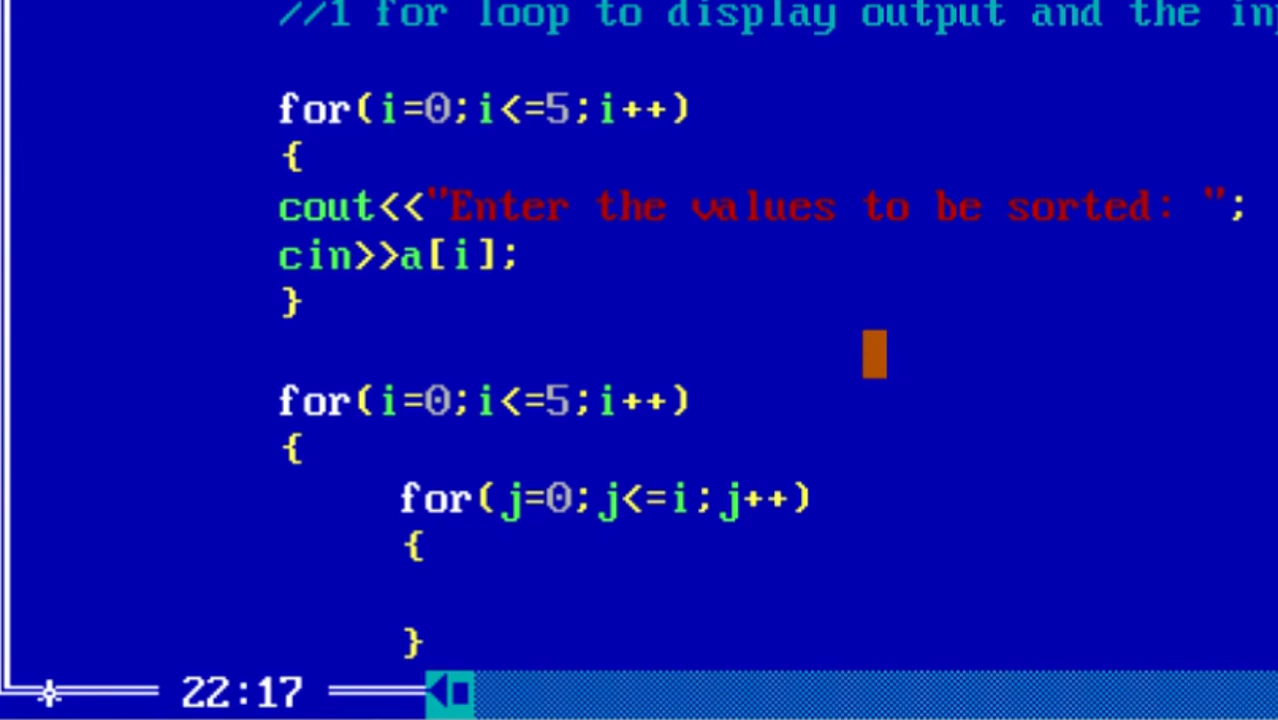 //1 for loop to display output and the
for(i=0;i<=5;i++)
{
cout<<"Enter the values to be sorted: ";
cin>>a[i];
}
for(i=0;i<=5;i++)
{
for(j=0;j<=i;j++)
{
}
22:17